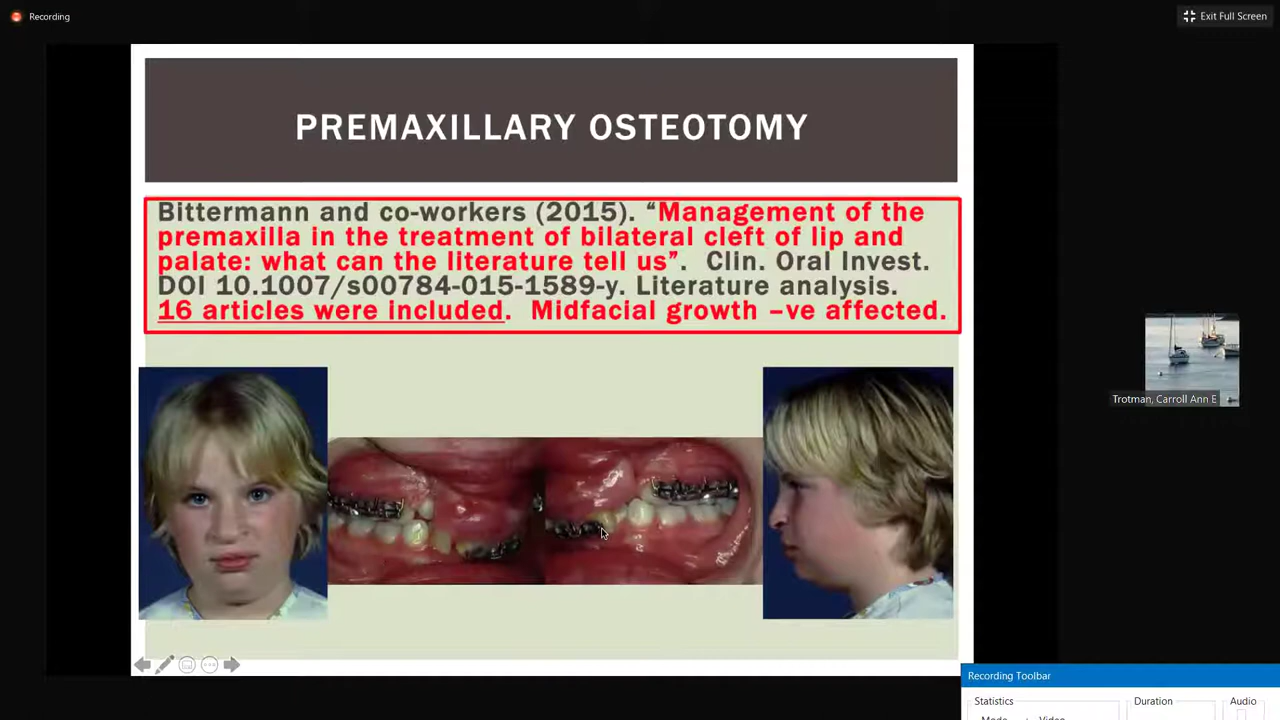 Recording
Exit Full Screen
PREMAXILLARY OSTEOTOMY
Bittermann and co-workers (2015). “Management of the
premaxilla in the treatment of bilateral cleft of lip and
palate: what can the literature tell us”. Clin. Oral Invest.
DOI 10.1007/s00784-015-1589-y. Literature analysis.
16 articles were included. Midfacial growth –ve affected.
Trotman, Carroll Ann E
Recording Toolbar
Statistics
Duration
Audio
Mode
Video